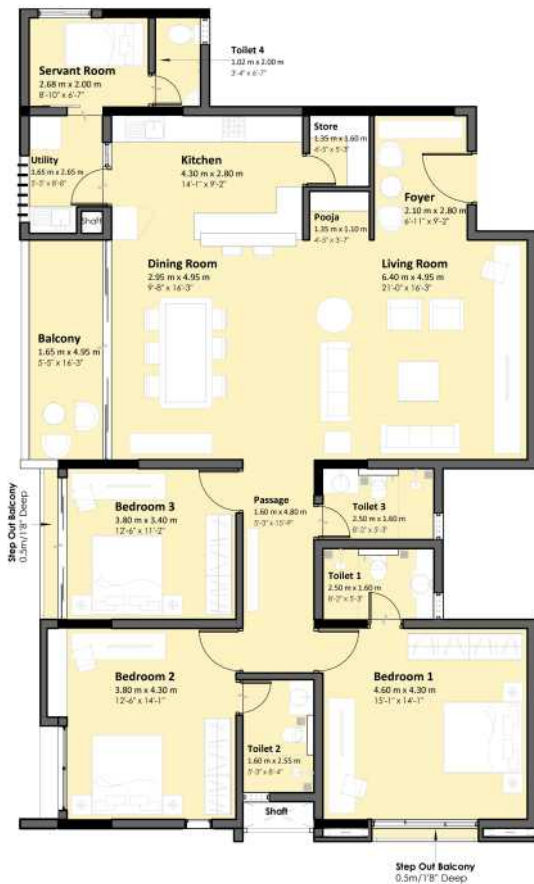 Toilet 4
1.02 m x 2.00 m
3'-4" x 6'-7"
Servant Room
2.68 m x 2.00 m
8'-10" x 6'-7"
Store
1.35 m x 1.60 m
4'-5" x 5'-3"
Utility
1.65 m x 2.65 m
5'-5" x 8'-8"
Kitchen
4.30 m x 2.80 m
14'-1" x 9'-2"
Foyer
2.10 m x 2.80 m
6'-11" x 9'-2"
Shaft
Pooja
1.35 m x 1.10 m
4'-5" x 3'-7"
Dining Room
2.95 m x 4.95 m
9'-8" x 16'-3"
Living Room
6.40 m x 4.95 m
21'-0" x 16'-3"
Balcony
1.65 m x 4.95 m
5'-5" x 16'-3"
Step Out Balcony
0.5m/1'8" Deep
Bedroom 3
3.80 m x 3.40 m
12'-6" x 11'-2"
Passage
1.60 m x 4.80 m
5'-3" x 15'-9"
Toilet 3
2.50 m x 1.60 m
8'-2" x 5'-3"
Toilet 1
2.50 m x 1.60 m
8'-2" x 5'-3"
Bedroom 2
3.80 m x 4.30 m
12'-6" x 14'-1"
Bedroom 1
4.60 m x 4.30 m
15'-1" x 14'-1"
Toilet 2
1.60 m x 2.55 m
5'-3" x 8'-4"
Shaft
Step Out Balcony
0.5m/1'8" Deep